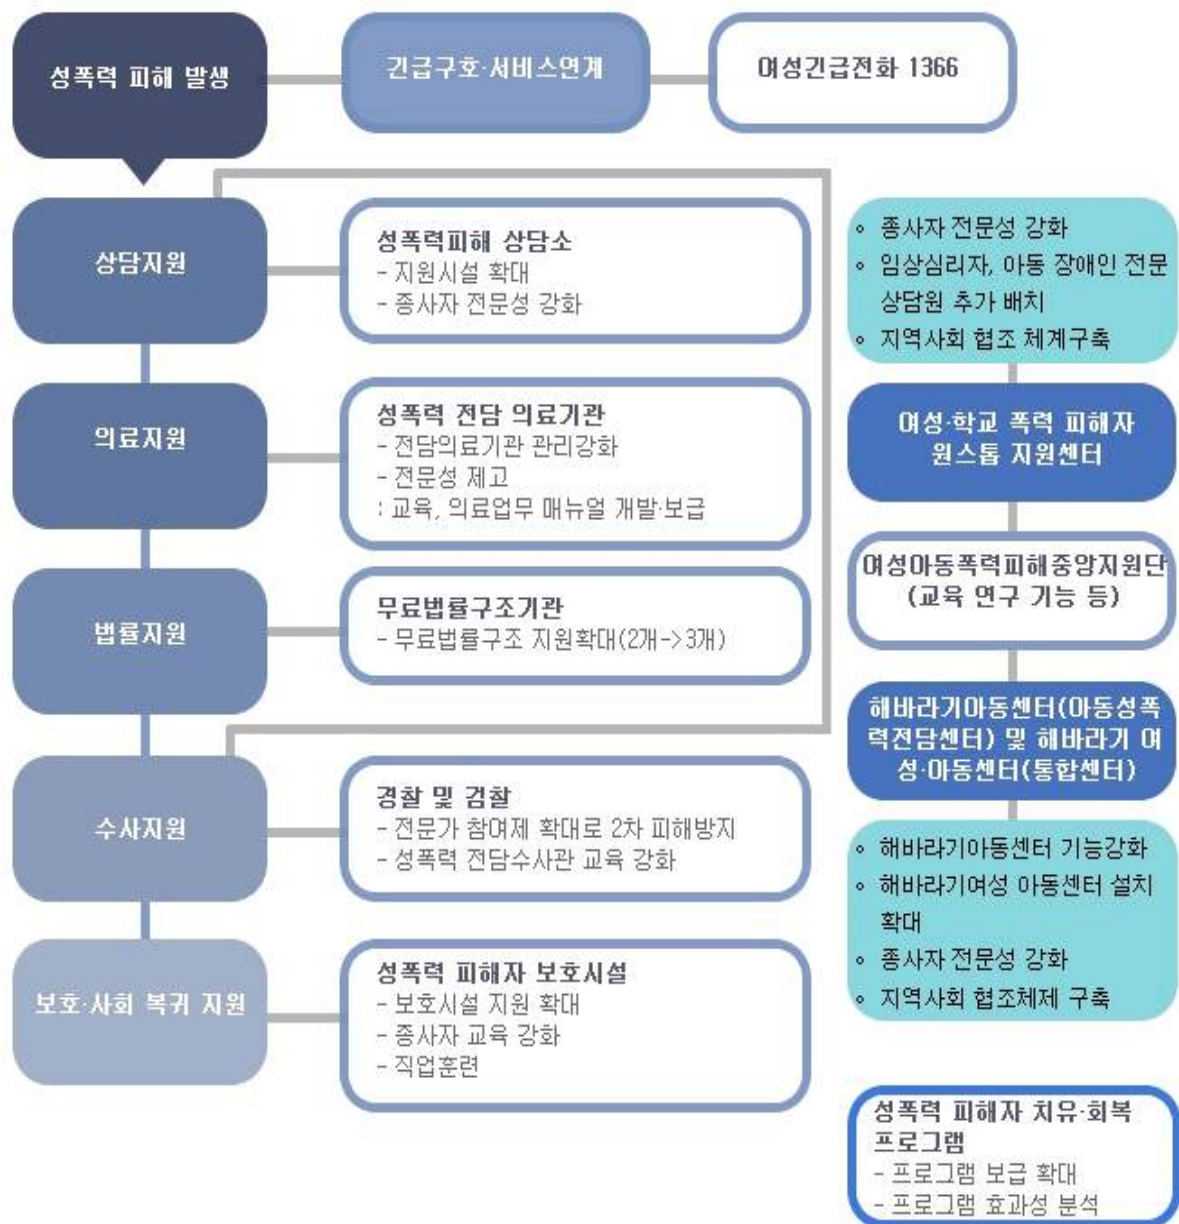 성폭력 피해 발생
긴급구호·서비스연계
여성긴급전화 1366
상담지원
성폭력피해 상담소
- 지원시설 확대
- 종사자 전문성 강화
의료지원
성폭력 전담 의료기관
- 전담의료기관 관리강화
- 전문성 제고
: 교육, 의료업무 매뉴얼 개발·보급
법률지원
무료법률구조기관
- 무료법률구조 지원확대(2개->3개)
수사지원
경찰 및 검찰
- 전문가 참여제 확대로 2차 피해방지
- 성폭력 전담수사관 교육 강화
보호·사회 복귀 지원
성폭력 피해자 보호시설
- 보호시설 지원 확대
- 종사자 교육 강화
- 직업훈련
◦ 종사자 전문성 강화
◦ 임상심리자, 아동 장애인 전문
상담원 추가 배치
◦ 지역사회 협조 체계구축
여성·학교 폭력 피해자
원스톱 지원센터
여성아동폭력피해중앙지원단
(교육 연구 기능 등)
해바라기아동센터(아동성폭
력전담센터) 및 해바라기 여
성·아동센터(통합센터)
◦ 해바라기아동센터 기능강화
◦ 해바라기여성 아동센터 설치
확대
◦ 종사자 전문성 강화
◦ 지역사회 협조체제 구축
성폭력 피해자 치유·회복
프로그램
- 프로그램 보급 확대
- 프로그램 효과성 분석